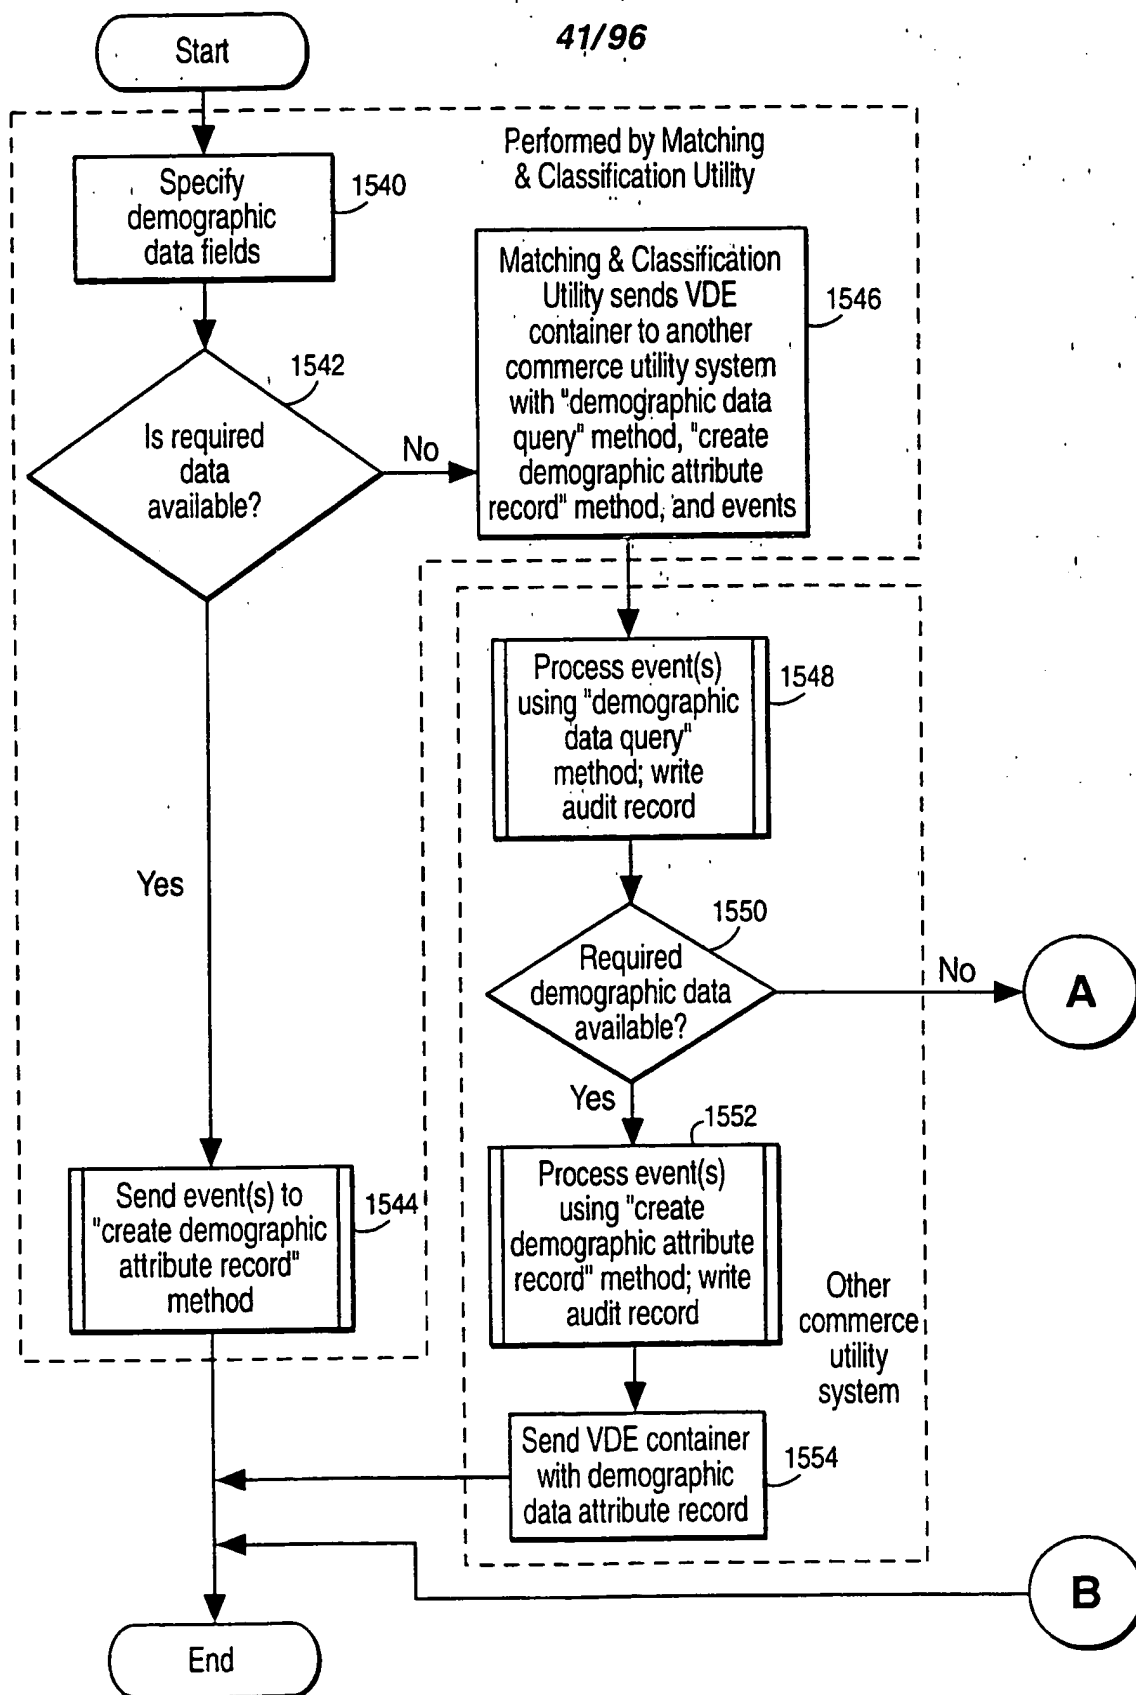 41/96
Start
Performed by Matching
& Classification Utility
Specify
demographic
data fields
1540
Matching & Classification
Utility sends VDE
container to another
commerce utility system
with "demographic data
query" method, "create
demographic attribute
record" method, and events
1546
1542
Is required
data
available?
No
Process event(s)
using "demographic
data query"
method; write
audit record
1548
Yes
1550
Required
demographic data
available?
No
A
Yes
1552
Process event(s)
using "create
demographic attribute
record" method; write
audit record
Send event(s) to
"create demographic
attribute record"
method
1544
Other
commerce
utility
system
Send VDE container
with demographic
data attribute record
1554
B
End